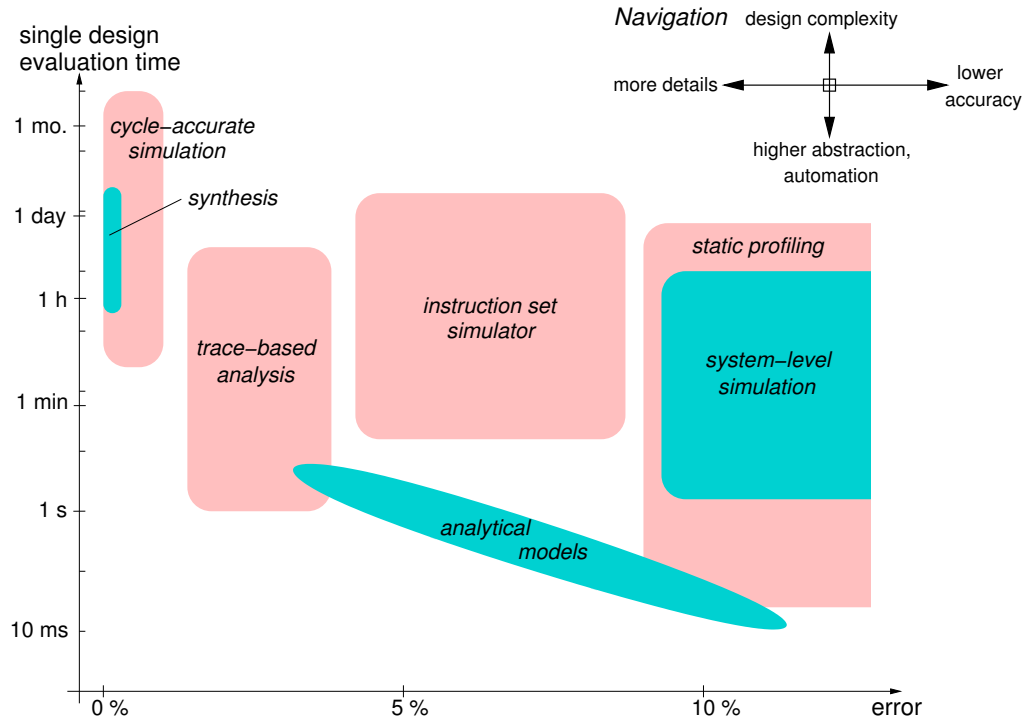 Navigation
design complexity
single design
evaluation time
more details
lower
accuracy
higher abstraction,
automation
1 mo.
cycle−accurate
simulation
synthesis
1 day
static profiling
1 h
instruction set
simulator
trace−based
analysis
system−level
simulation
1 min
1 s
analytical
models
10 ms
0 %
5 %
10 %
error